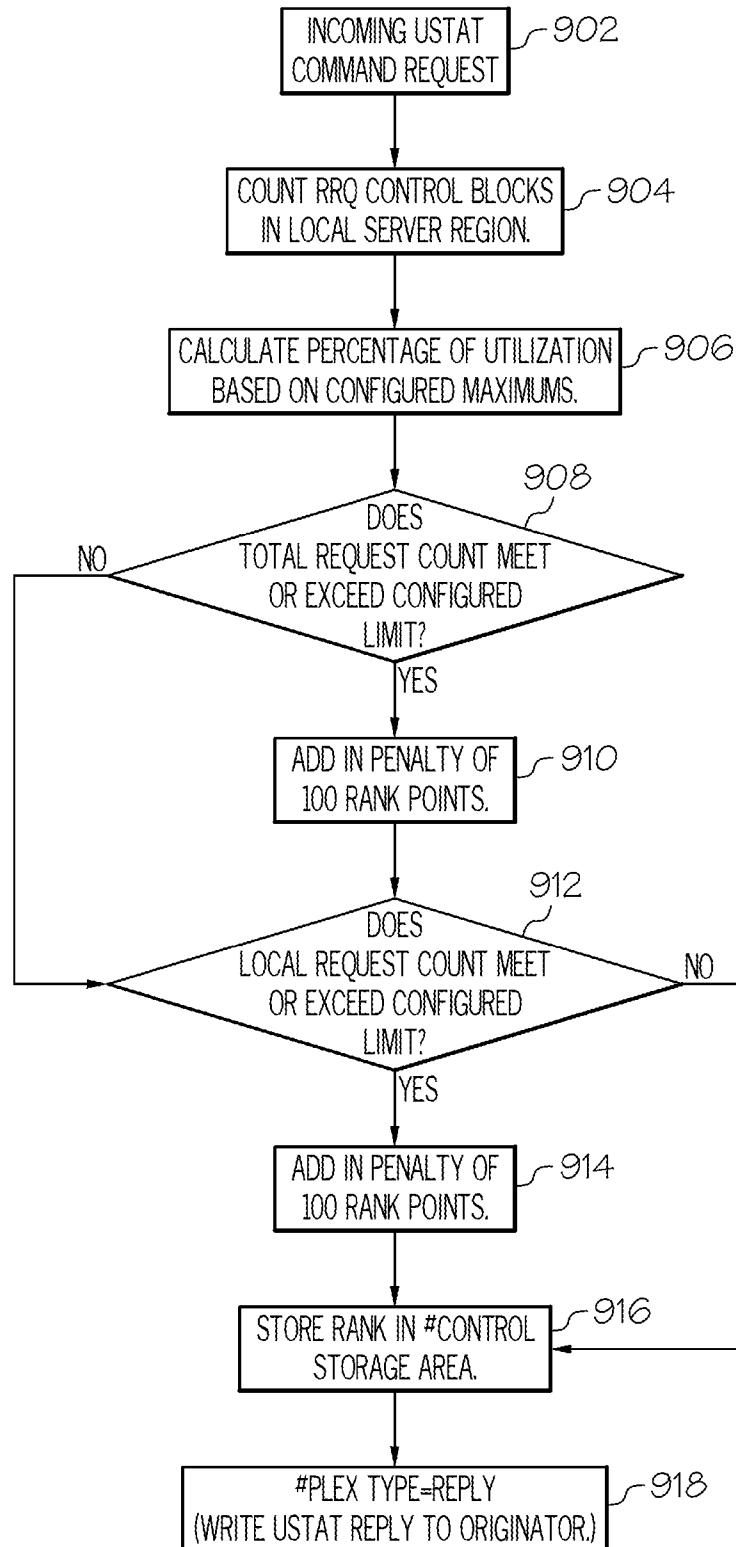 INCOMING USTAT
COMMAND REQUEST
902
COUNT RRQ CONTROL BLOCKS
IN LOCAL SERVER REGION.
904
CALCULATE PERCENTAGE OF UTILIZATION
BASED ON CONFIGURED MAXIMUMS.
906
908
DOES
TOTAL REQUEST COUNT MEET
OR EXCEED CONFIGURED
LIMIT?
NO
YES
ADD IN PENALTY OF
100 RANK POINTS.
910
912
DOES
LOCAL REQUEST COUNT MEET
OR EXCEED CONFIGURED
LIMIT?
NO
YES
ADD IN PENALTY OF
100 RANK POINTS.
914
STORE RANK IN #CONTROL
STORAGE AREA.
916
#PLEX TYPE=REPLY
(WRITE USTAT REPLY TO ORIGINATOR.)
918